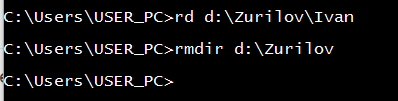 C:\Users\USER_PC>rd d:\Zurilov\Ivan
C:\Users\USER_PC>rmdir d:\Zurilov
C:\Users\USER_PC>